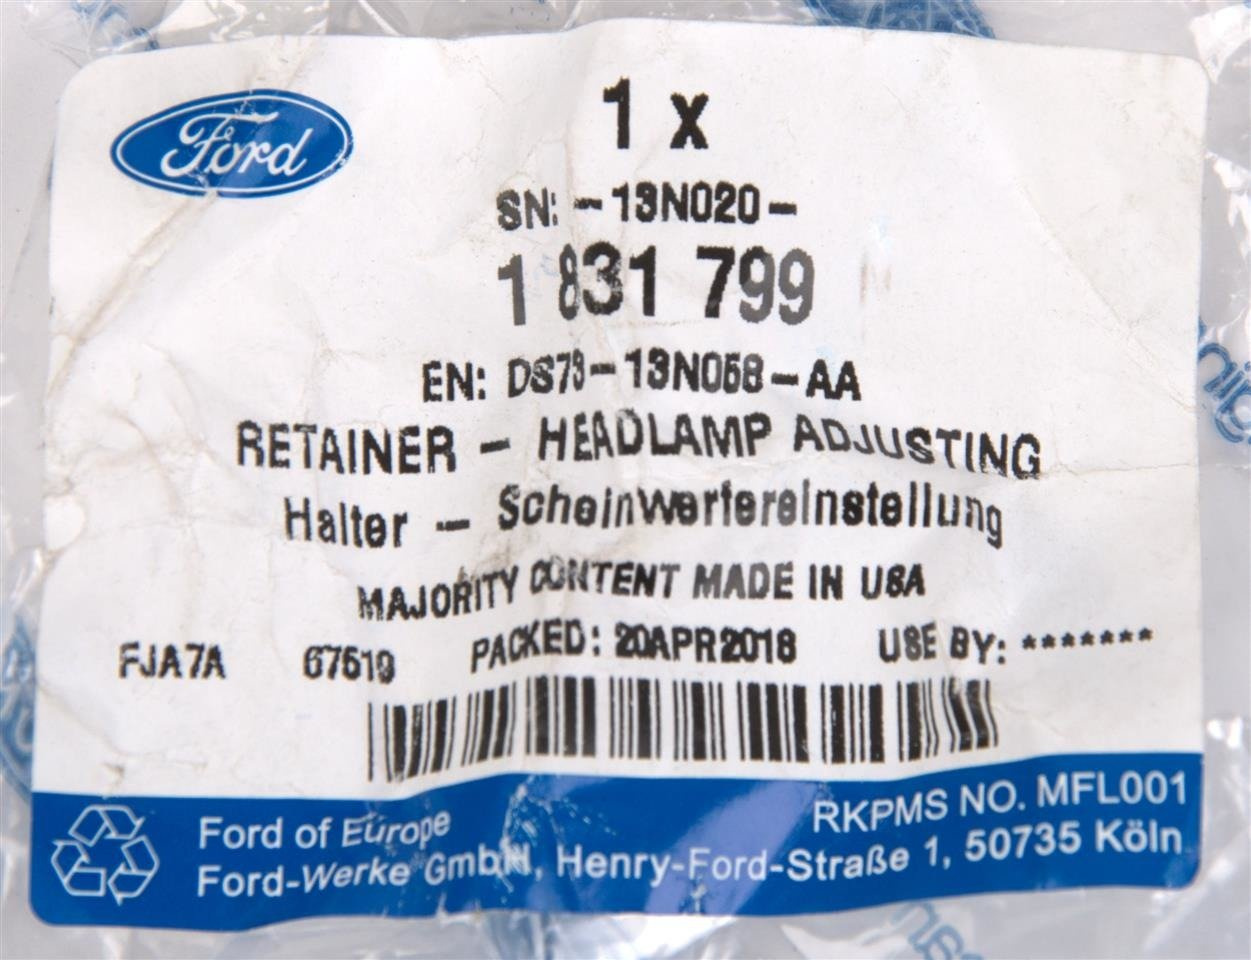 Ford
1 x
SN: -13N020-
1 831 799
EN: DS73-13N058-AA
RETAINER - HEADLAMP ADJUSTING
Halter - Scheinwerfereinstellung
MAJORITY CONTENT MADE IN USA
FJA7A 67519 PACKED: 20APR2018 USE BY: *******
RKPMS NO. MFL001
Ford of Europe
Ford-Werke GmbH, Henry-Ford-Straße 1, 50735 Köln